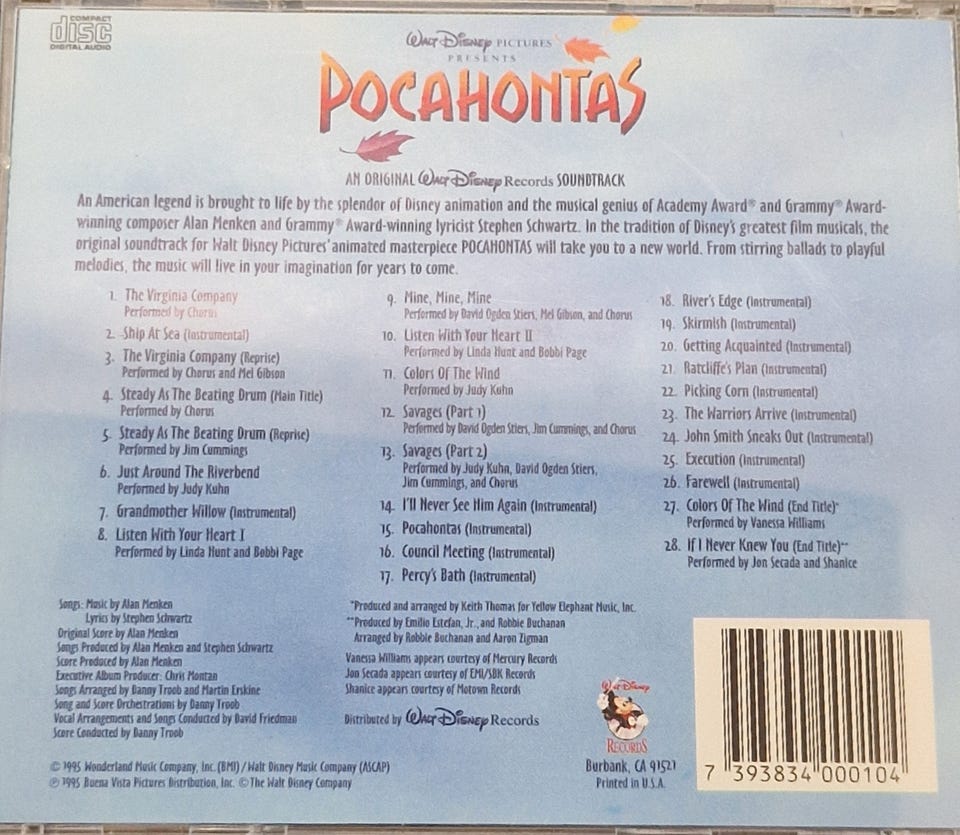 COMPACT
disc
DIGITAL AUDIO
WALT DISNEY PICTURES
PRESENTS
POCAHONTAS
AN ORIGINAL WALT DISNEY Records SOUNDTRACK
An American legend is brought to life by the splendor of Disney animation and the musical genius of Academy Award® and Grammy® Award-
winning composer Alan Menken and Grammy® Award-winning lyricist Stephen Schwartz. In the tradition of Disney's greatest film musicals, the
original soundtrack for Walt Disney Pictures' animated masterpiece POCAHONTAS will take you to a new world. From stirring ballads to playful
melodies, the music will live in your imagination for years to come.
1. The Virginia Company
Performed by Chorus
2. Ship At Sea (Instrumental)
3. The Virginia Company (Reprise)
Performed by Chorus and Mel Gibson
4. Steady As The Beating Drum (Main Title)
Performed by Chorus
5. Steady As The Beating Drum (Reprise)
Performed by Jim Cummings
6. Just Around The Riverbend
Performed by Judy Kuhn
7. Grandmother Willow (Instrumental)
8. Listen With Your Heart I
Performed by Linda Hunt and Bobbi Page
9. Mine, Mine, Mine
Performed by David Ogden Stiers, Mel Gibson, and Chorus
10. Listen With Your Heart II
Performed by Linda Hunt and Bobbi Page
11. Colors Of The Wind
Performed by Judy Kuhn
12. Savages (Part 1)
Performed by David Ogden Stiers, Jim Cummings, and Chorus
13. Savages (Part 2)
Performed by Judy Kuhn, David Ogden Stiers,
Jim Cummings, and Chorus
14. I'll Never See Him Again (Instrumental)
15. Pocahontas (Instrumental)
16. Council Meeting (Instrumental)
17. Percy's Bath (Instrumental)
18. River's Edge (Instrumental)
19. Skirmish (Instrumental)
20. Getting Acquainted (Instrumental)
21. Ratcliffe's Plan (Instrumental)
22. Picking Corn (Instrumental)
23. The Warriors Arrive (Instrumental)
24. John Smith Sneaks Out (Instrumental)
25. Execution (Instrumental)
26. Farewell (Instrumental)
27. Colors Of The Wind (End Title)*
Performed by Vanessa Williams
28. If I Never Knew You (End Title)**
Performed by Jon Secada and Shanice
Songs: Music by Alan Menken
Lyrics by Stephen Schwartz
Original Score by Alan Menken
Songs Produced by Alan Menken and Stephen Schwartz
Score Produced by Alan Menken
Executive Album Producer: Chris Montan
Songs Arranged by Danny Troob and Martin Erskine
Song and Score Orchestrations by Danny Troob
Vocal Arrangements and Songs Conducted by David Friedman
Score Conducted by Danny Troob
*Produced and arranged by Keith Thomas for Yellow Elephant Music, Inc.
**Produced by Emilio Estefan, Jr., and Robbie Buchanan
Arranged by Robbie Buchanan and Aaron Zigman
Vanessa Williams appears courtesy of Mercury Records
Jon Secada appears courtesy of EMI/SBK Records
Shanice appears courtesy of Motown Records
Distributed by WALT DISNEY Records
© 1995 Wonderland Music Company, Inc. (BMI) / Walt Disney Music Company (ASCAP)
℗ 1995 Buena Vista Pictures Distribution, Inc. © The Walt Disney Company
WALT DISNEY
RECORDS
Burbank, CA 91521
Printed in U.S.A.
7 393834 000104